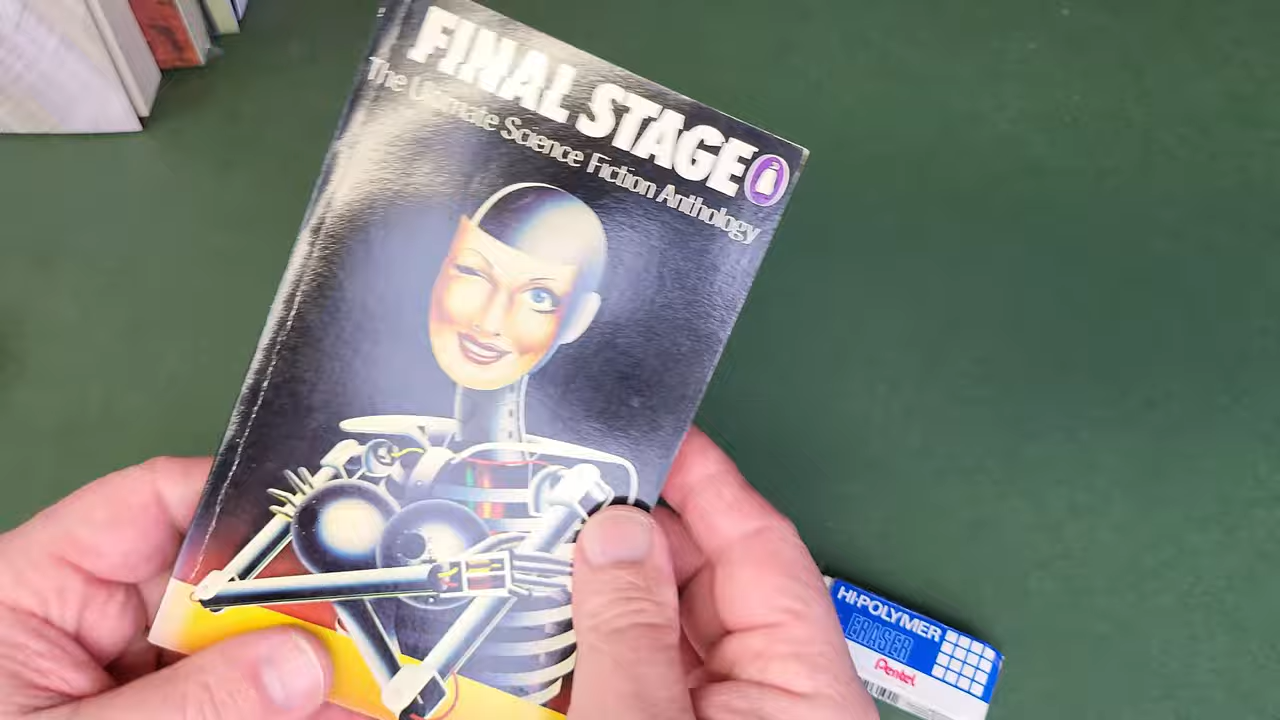 FINAL STAGE
The Ultimate Science Fiction Anthology
HI-POLYMER
ERASER
Pentel